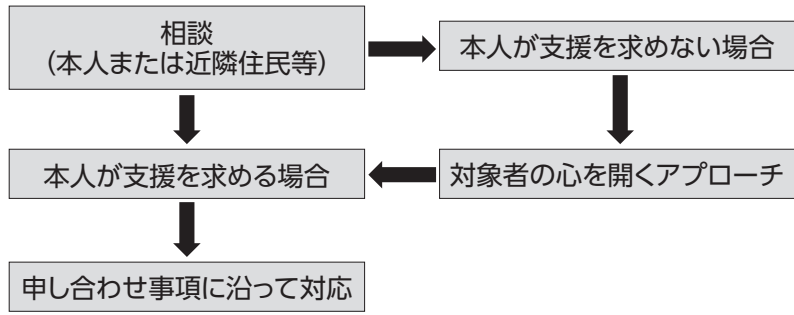 相談
（本人または近隣住民等）
本人が支援を求めない場合
本人が支援を求める場合
対象者の心を開くアプローチ
申し合わせ事項に沿って対応